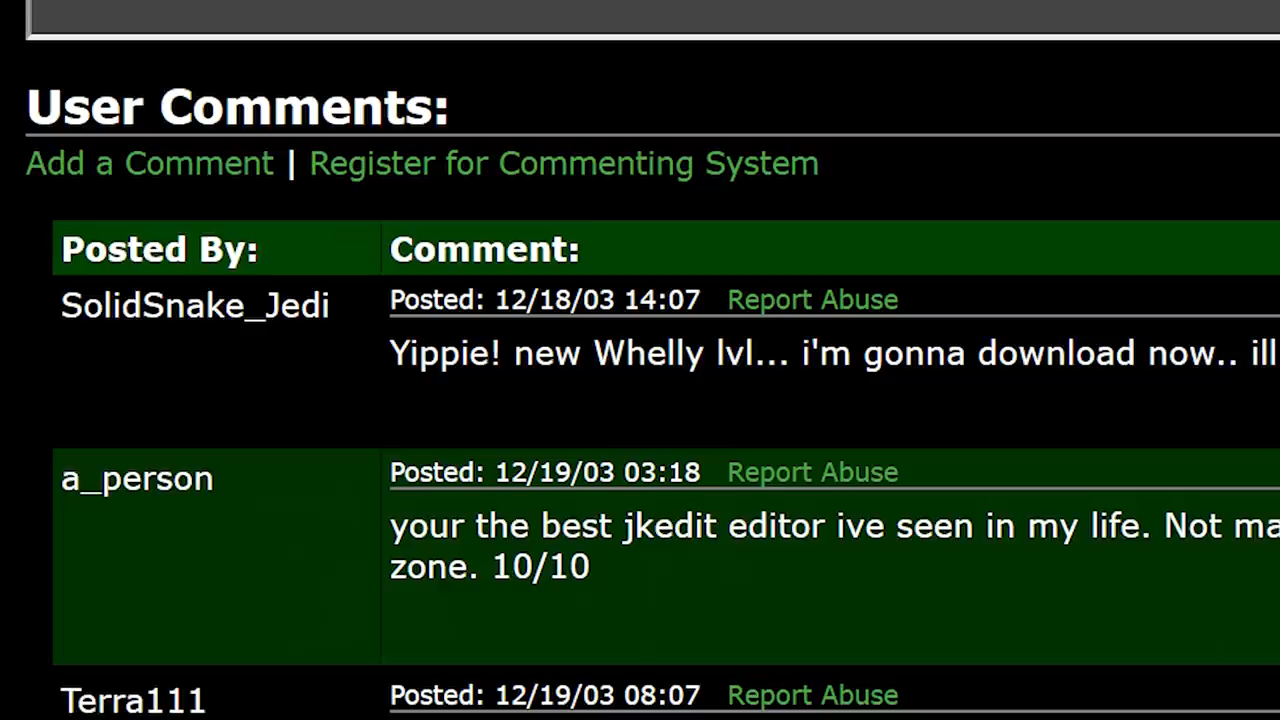 User Comments:
Add a Comment | Register for Commenting System
Posted By: Comment:
SolidSnake_Jedi Posted: 12/18/03 14:07 Report Abuse
Yippie! new Whelly lvl... i'm gonna download now.. ill
a_person Posted: 12/19/03 03:18 Report Abuse
your the best jkedit editor ive seen in my life. Not
zone. 10/10
Terra111 Posted: 12/19/03 08:07 Report Abuse